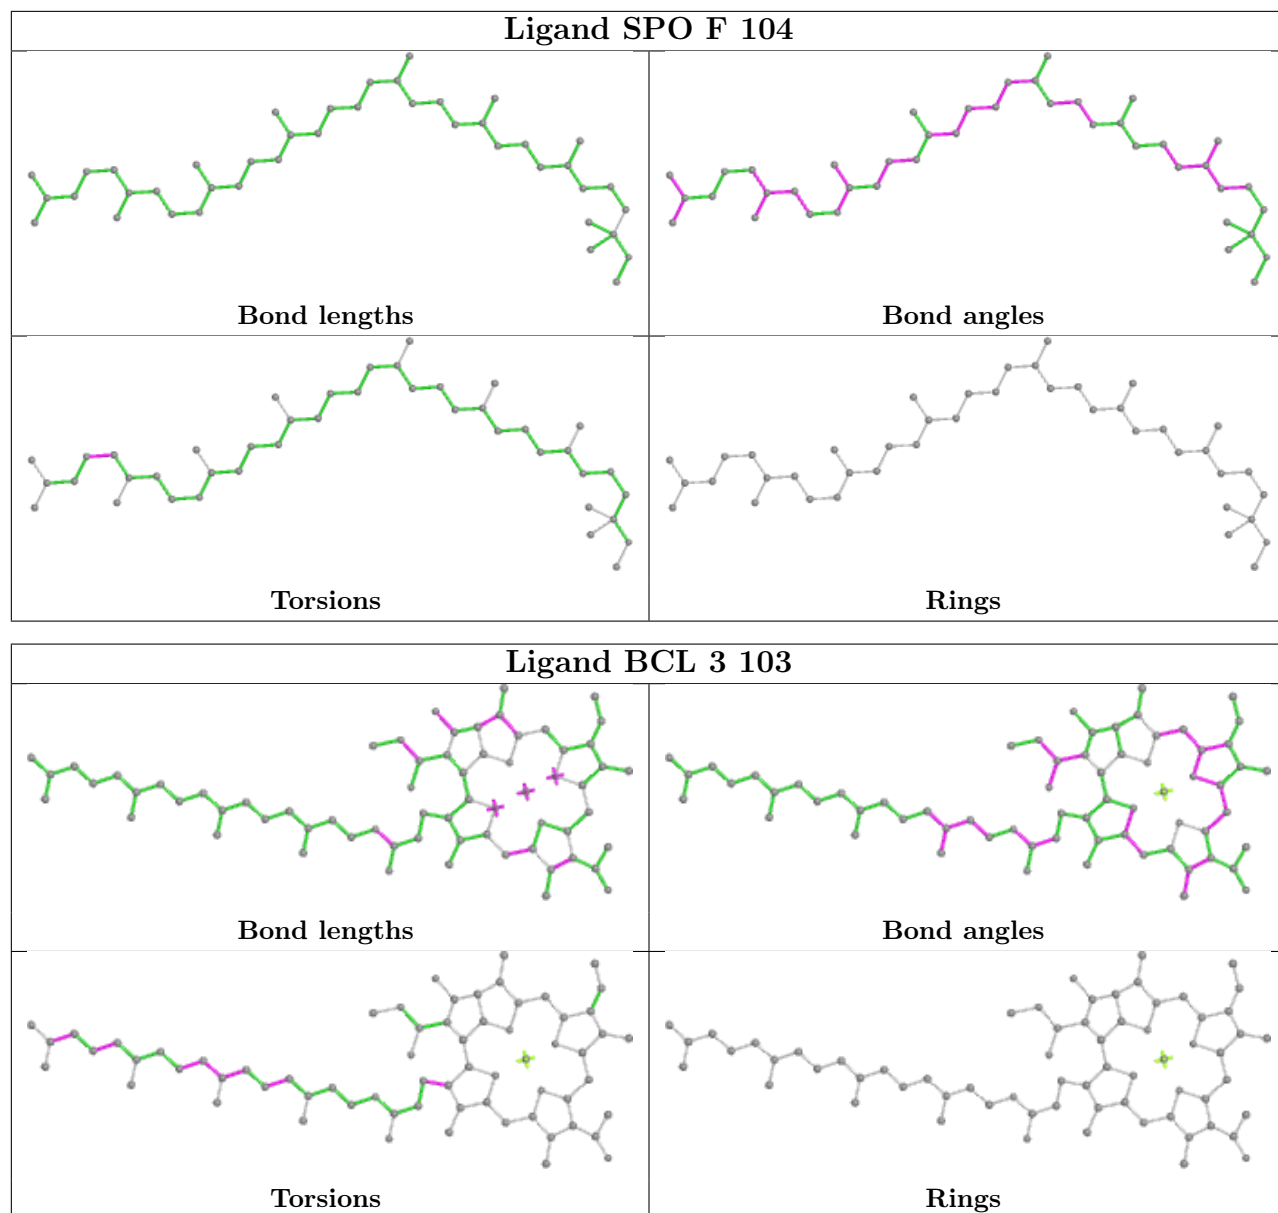 Ligand SPO F 104
Bond lengths
Bond angles
Torsions
Rings
Ligand BCL 3 103
Bond lengths
Bond angles
Torsions
Rings